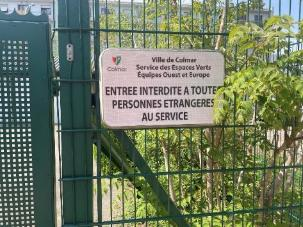 Colmar
Ville de Colmar
Service des Espaces Verts
Équipes Ouest et Europe
ENTREE INTERDITE A TOUTES
PERSONNES ETRANGERES
AU SERVICE